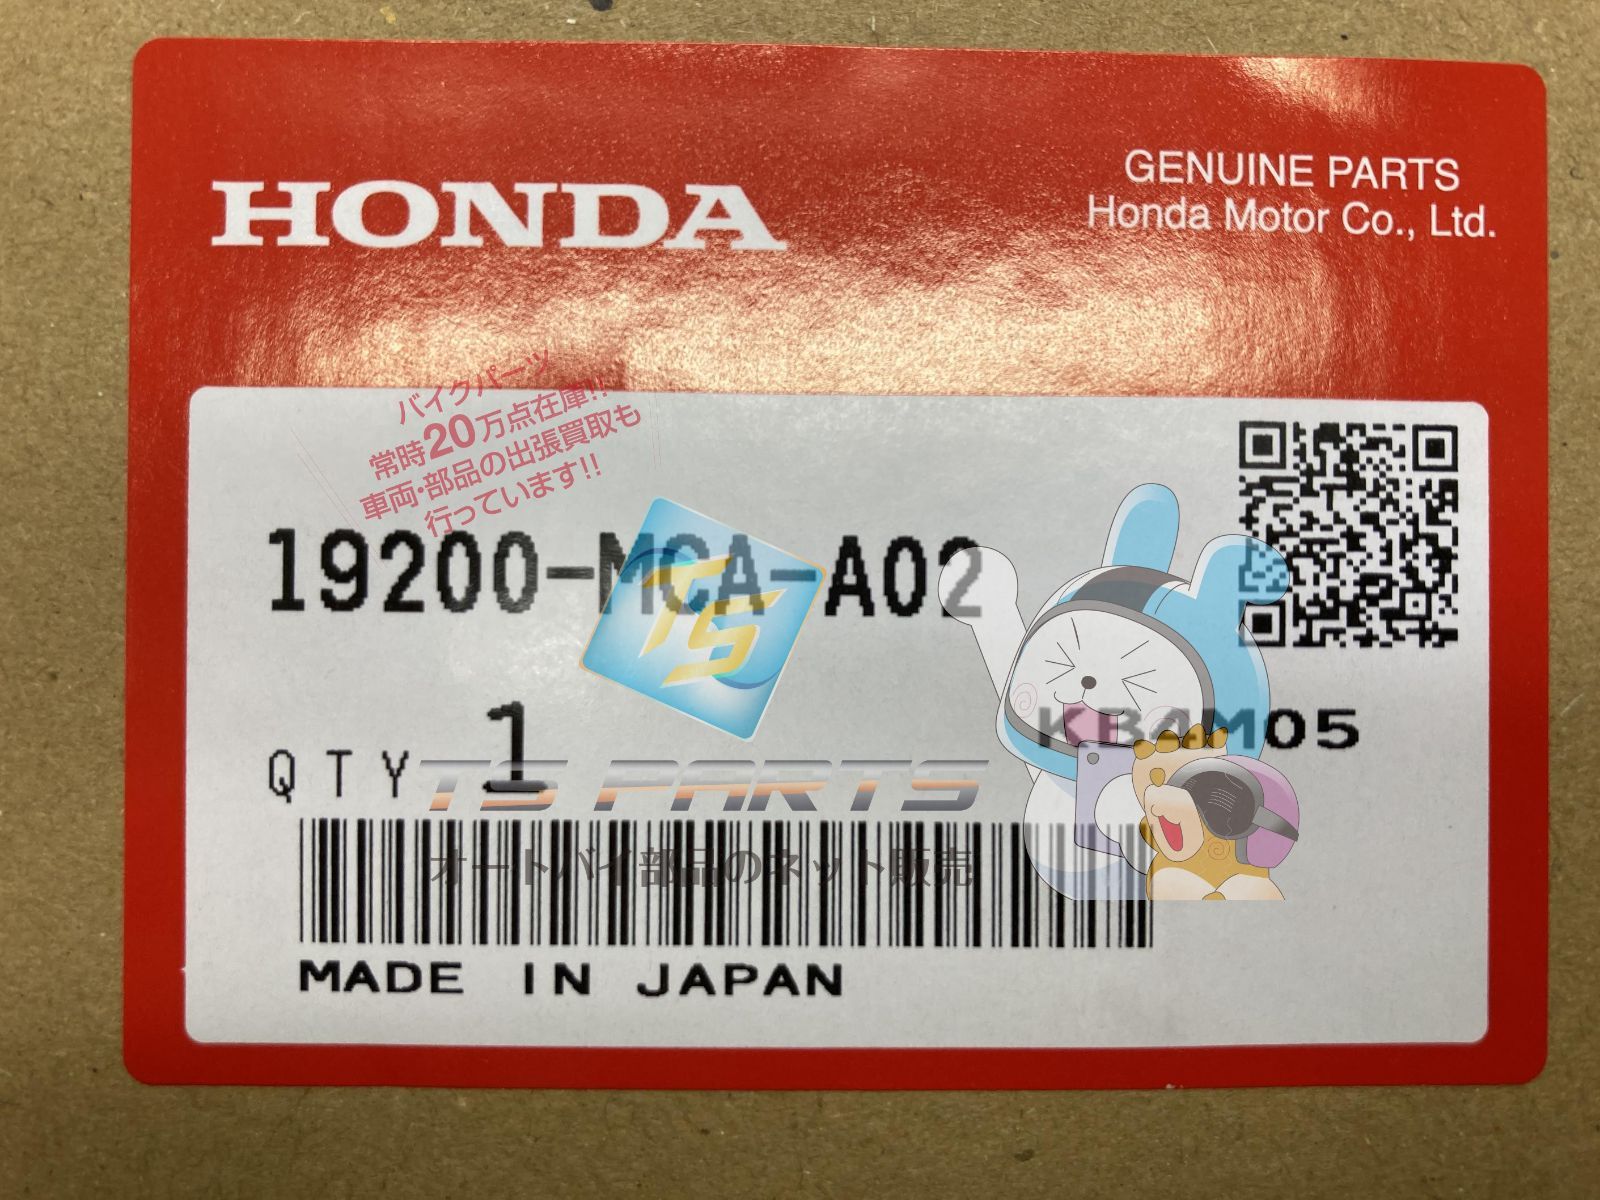 HONDA
GENUINE PARTS
Honda Motor Co., Ltd.
バイクパーツ
常時20万点在庫!!
車両・部品の出張買取も
行っています!!
19200-MCA-A02
TS
KB4M05
QTY 1
TS PARTS
オートバイ部品のネット販売
MADE IN JAPAN